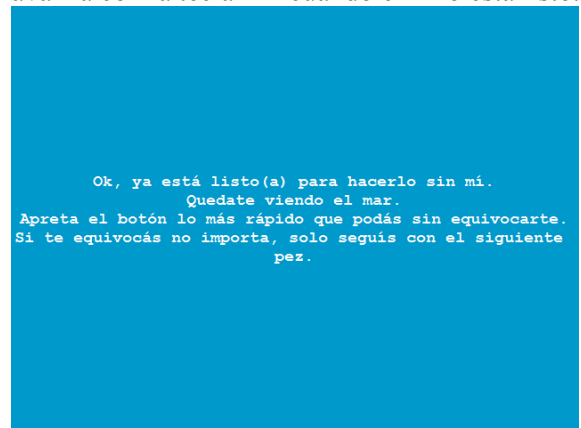 Ok, ya está listo(a) para hacerlo sin mí.
Quedate viendo el mar.
Apreta el botón lo más rápido que podás sin equivocarte.
Si te equivocás no importa, solo seguís con el siguiente
pez.